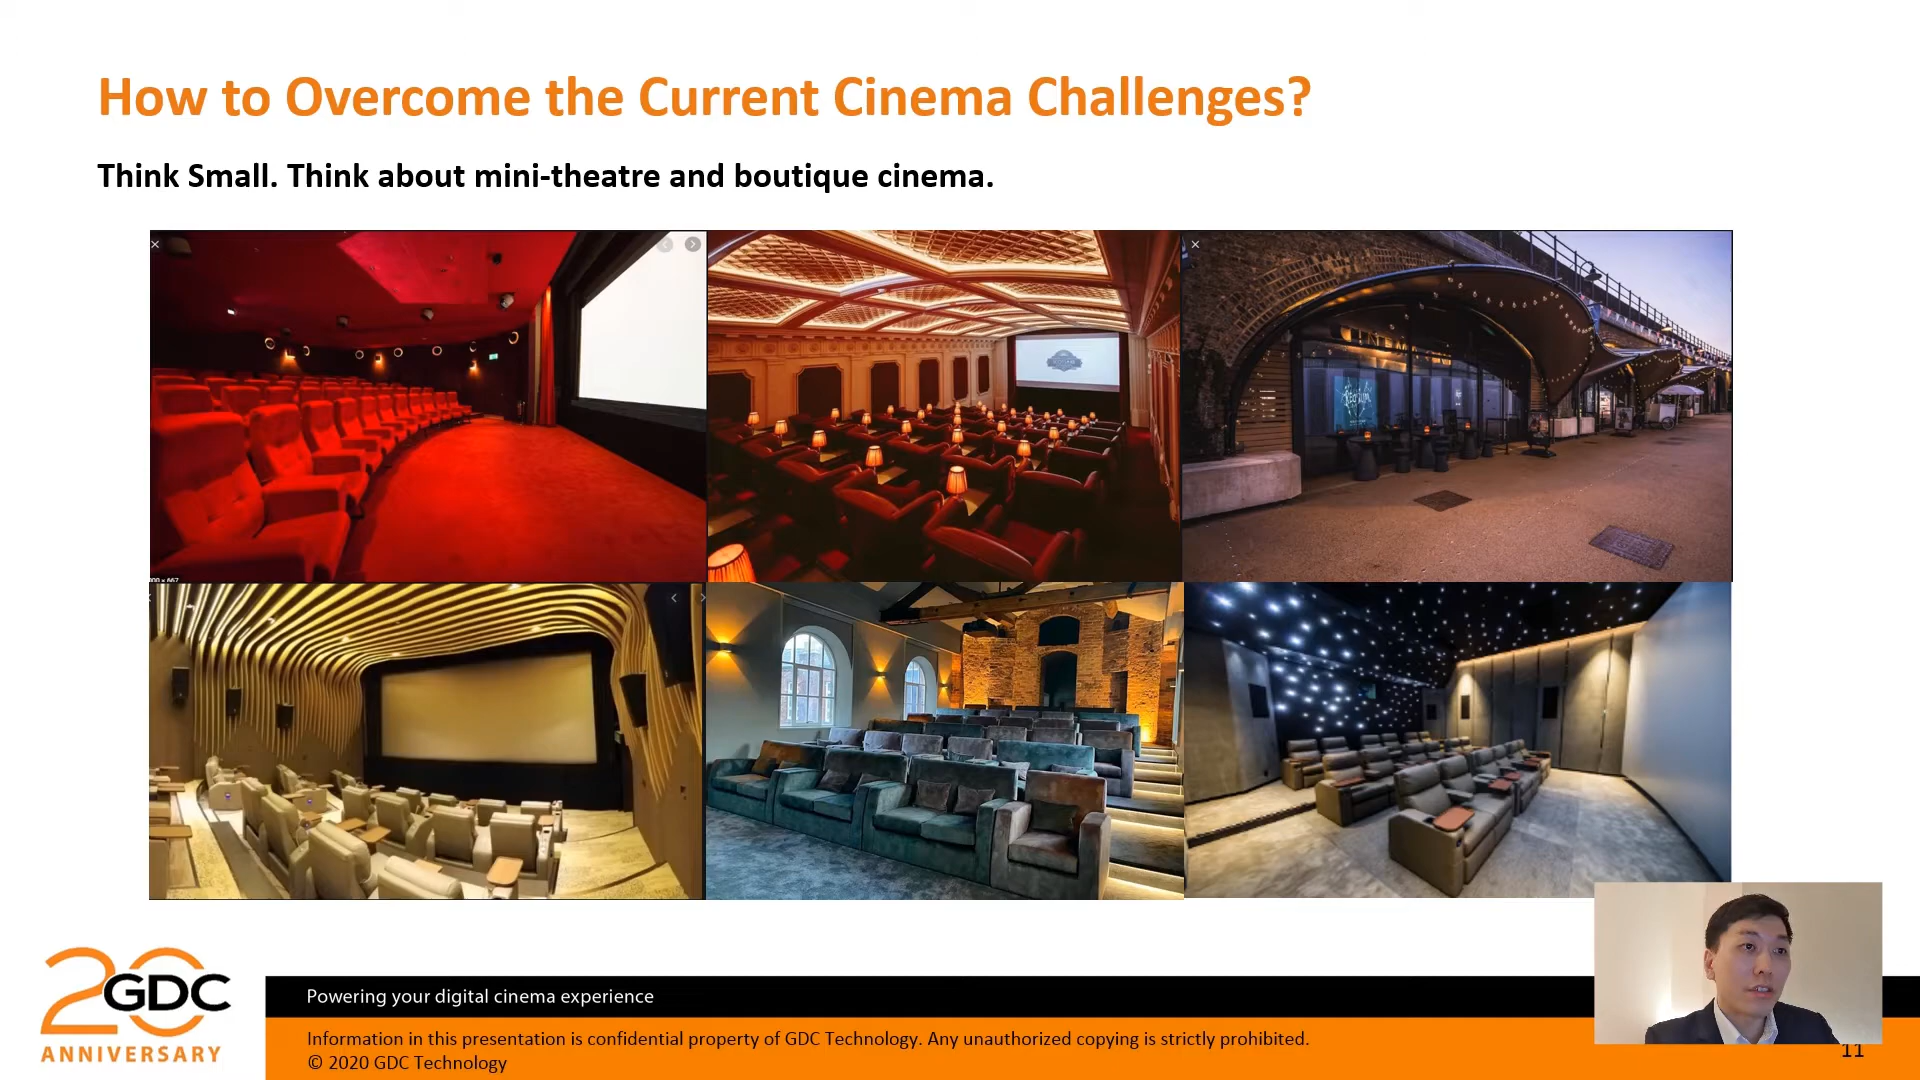 How to Overcome the Current Cinema Challenges?
Think Small. Think about mini-theatre and boutique cinema.
20
GDC
ANNIVERSARY
Powering your digital cinema experience
Information in this presentation is confidential property of GDC Technology. Any unauthorized copying is strictly prohibited.
© 2020 GDC Technology
11